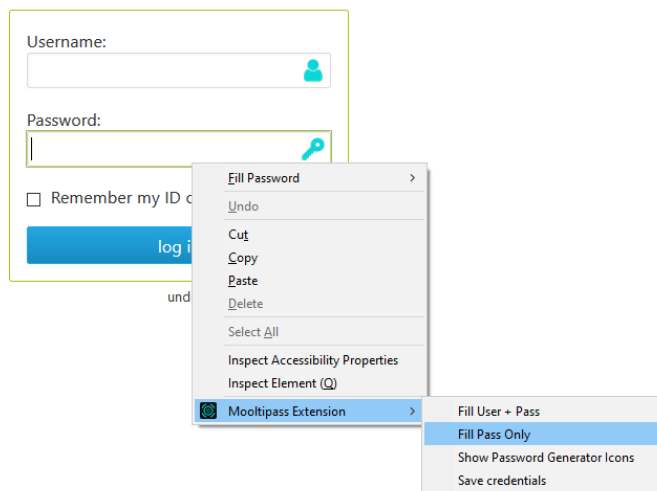 Username:
Password:
Fill Password
Remember my ID
Undo
Cut
log i
Copy
Paste
und
Delete
Select All
Inspect Accessibility Properties
Inspect Element (Q)
Mooltipass Extension
Fill User + Pass
Fill Pass Only
Show Password Generator Icons
Save credentials